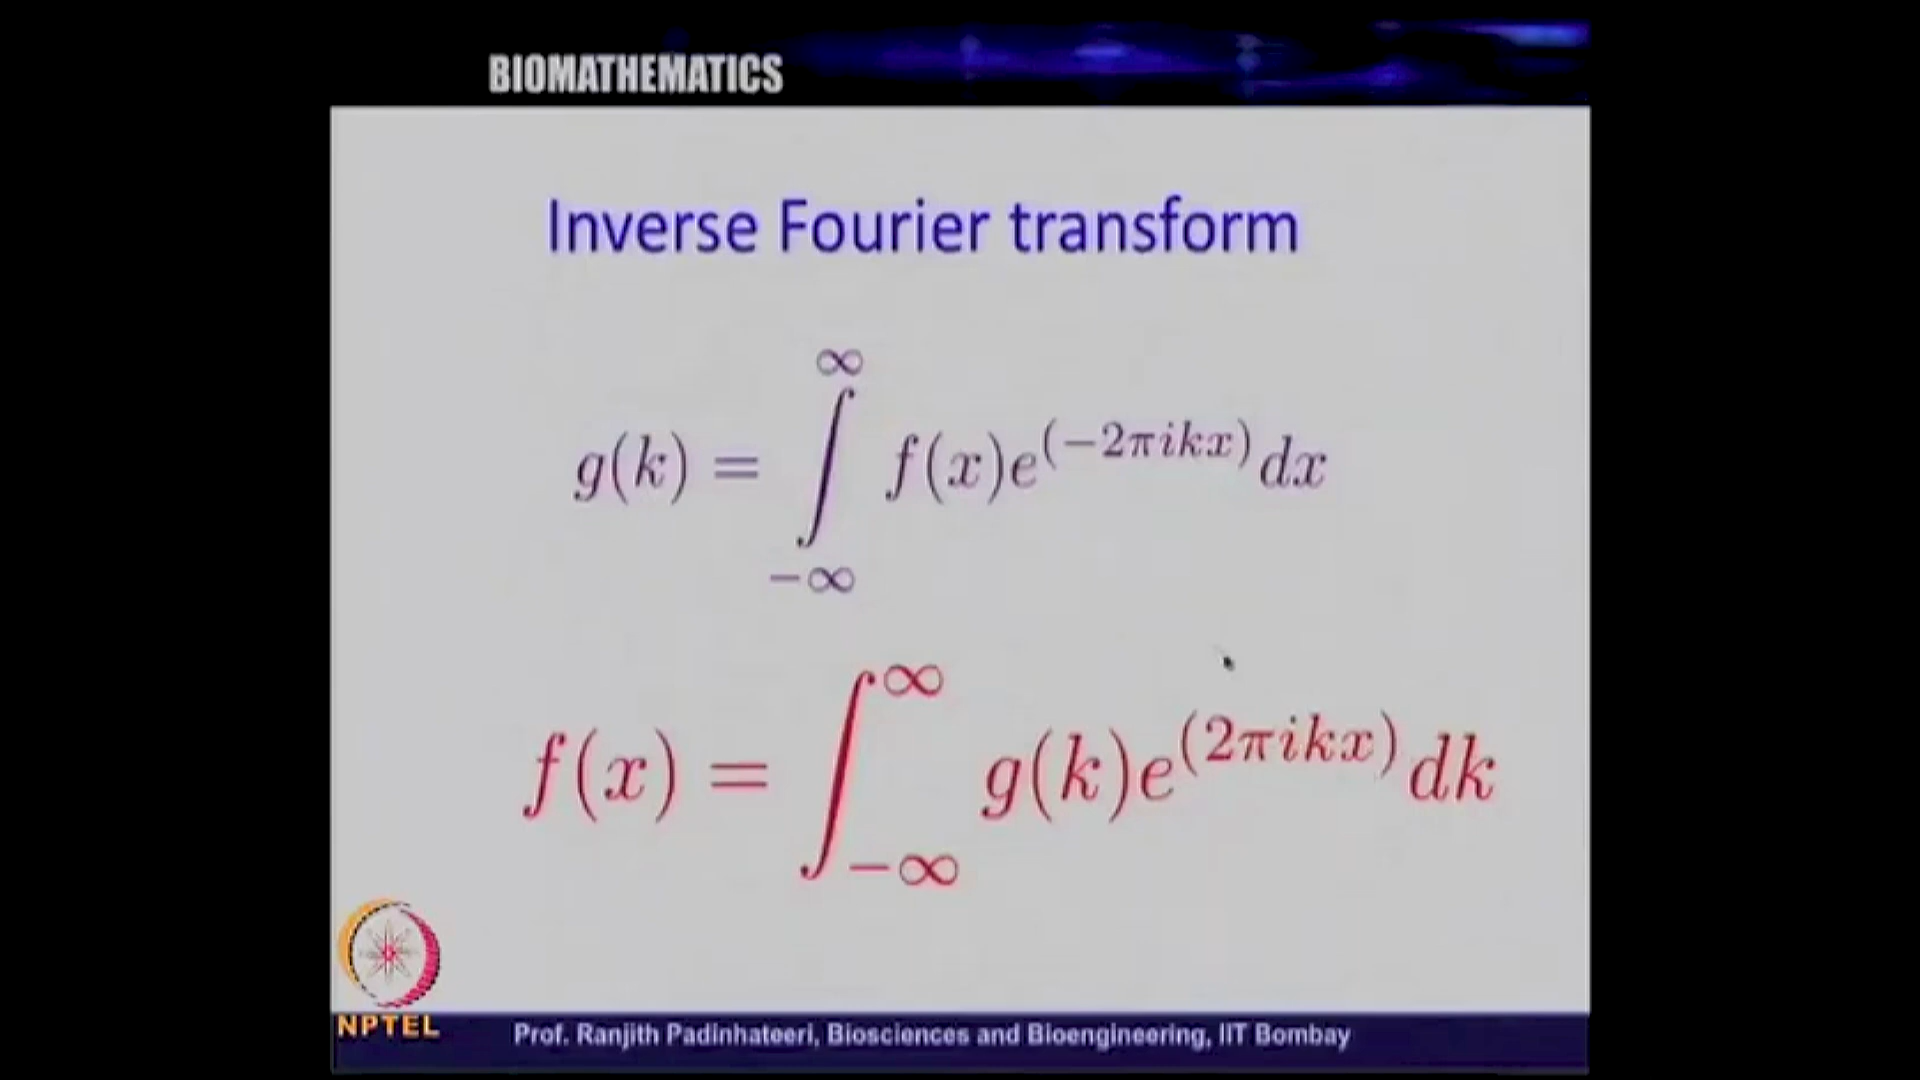 BIOMATHEMATICS
Inverse Fourier transform
g(k) = ∫_{-∞}^{∞} f(x)e^{(-2πikx)}dx
f(x) = ∫_{-∞}^{∞} g(k)e^{(2πikx)}dk
NPTEL
Prof. Ranjith Padinhateeri, Biosciences and Bioengineering, IIT Bombay